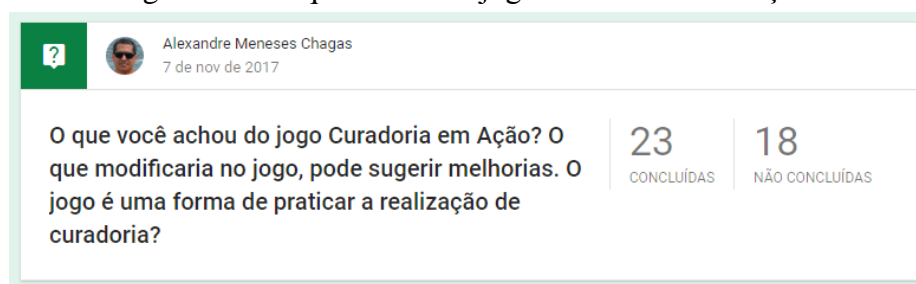 Alexandre Meneses Chagas
7 de nov de 2017
O que você achou do jogo Curadoria em Ação? O
que modificaria no jogo, pode sugerir melhorias. O
jogo é uma forma de praticar a realização de
curadoria?
23
CONCLUÍDAS
18
NÃO CONCLUÍDAS